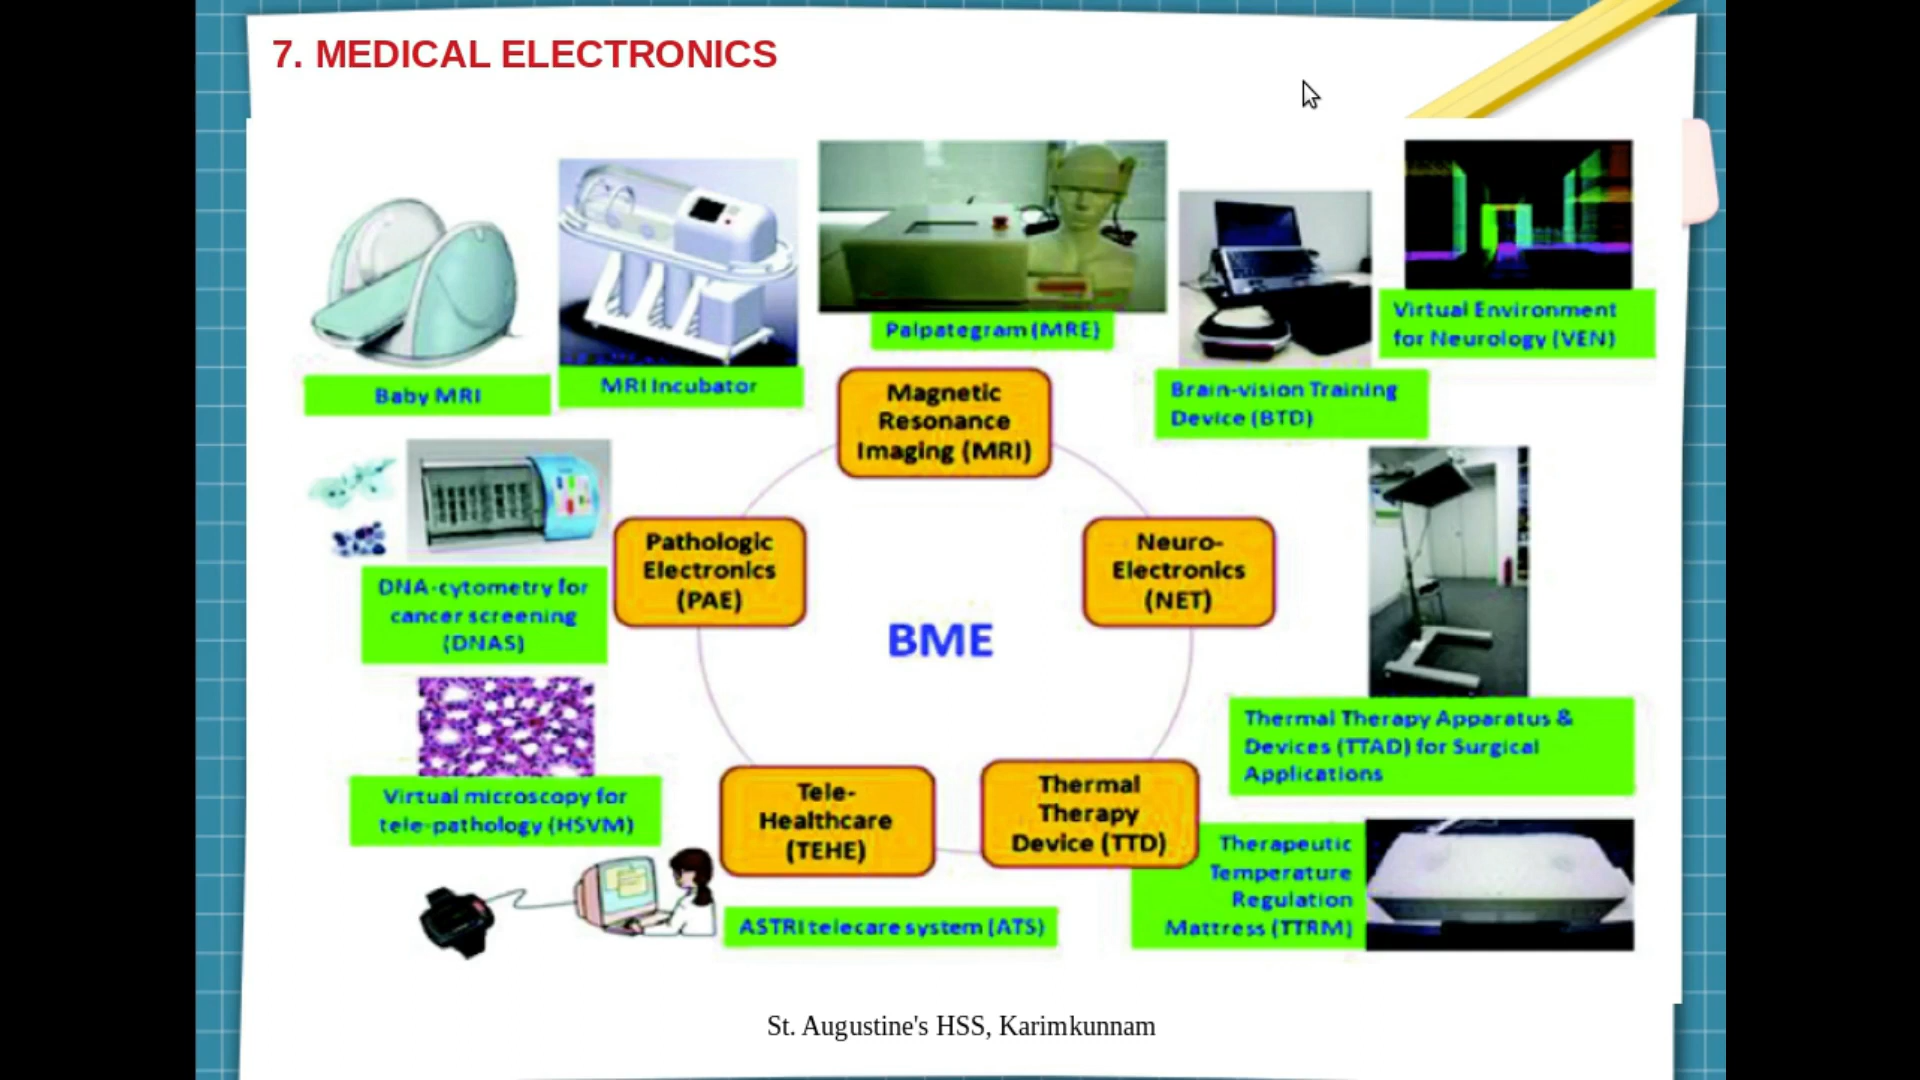 7. MEDICAL ELECTRONICS
Baby MRI
MRI Incubator
Palpategram (MRE)
Brain-vision Training
Device (BTD)
Virtual Environment
for Neurology (VEN)
Magnetic
Resonance
Imaging (MRI)
Pathologic
Electronics
(PAE)
Neuro-
Electronics
(NET)
BME
DNA-cytometry for
cancer screening
(DNAS)
Virtual microscopy for
tele-pathology (HSVM)
Tele-
Healthcare
(TEHE)
Thermal
Therapy
Device (TTD)
Thermal Therapy Apparatus &
Devices (TTAD) for Surgical
Applications
Therapeutic
Temperature
Regulation
Mattress (TTRM)
ASTRI telecare system (ATS)
St. Augustine's HSS, Karimkunnam